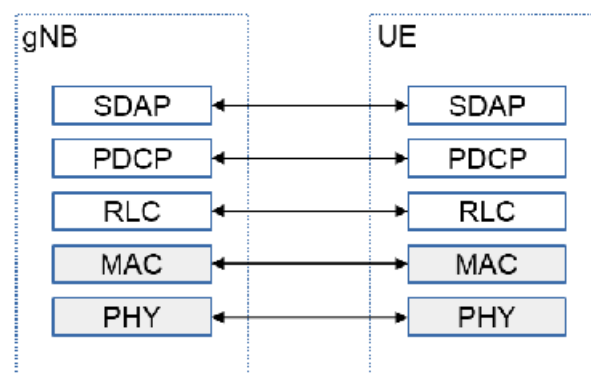 gNB UE
SDAP SDAP
PDCP PDCP
RLC RLC
MAC MAC
PHY PHY